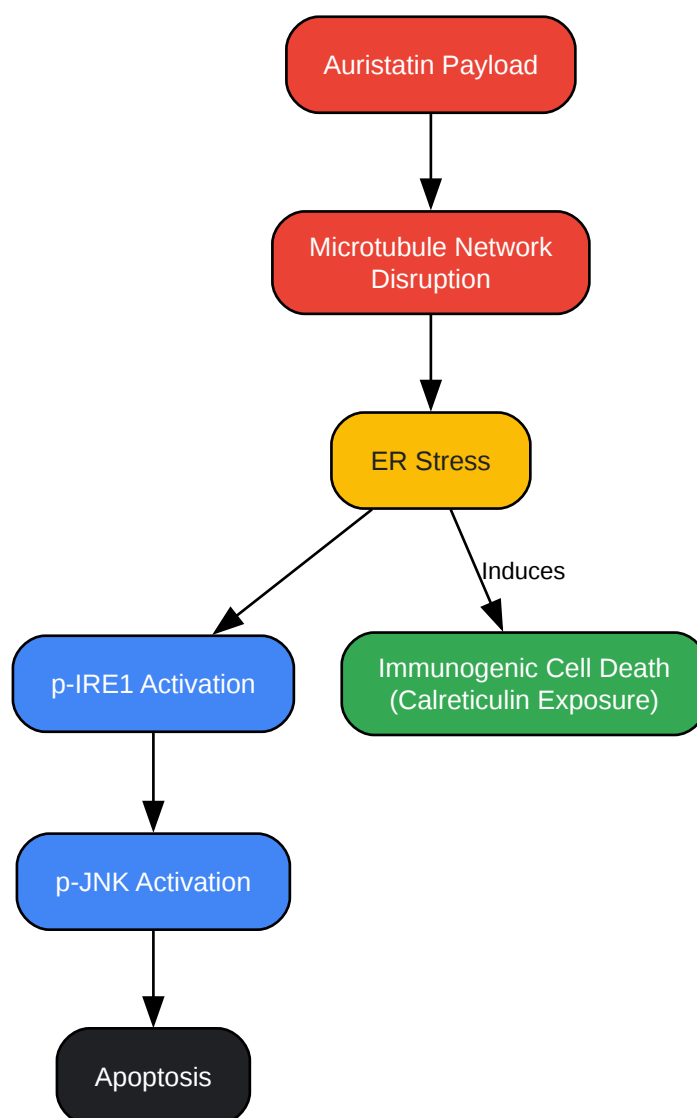 Auristatin Payload
Microtubule Network
Disruption
ER Stress
Induces
p-IRE1 Activation
Immunogenic Cell Death
(Calreticulin Exposure)
p-JNK Activation
Apoptosis